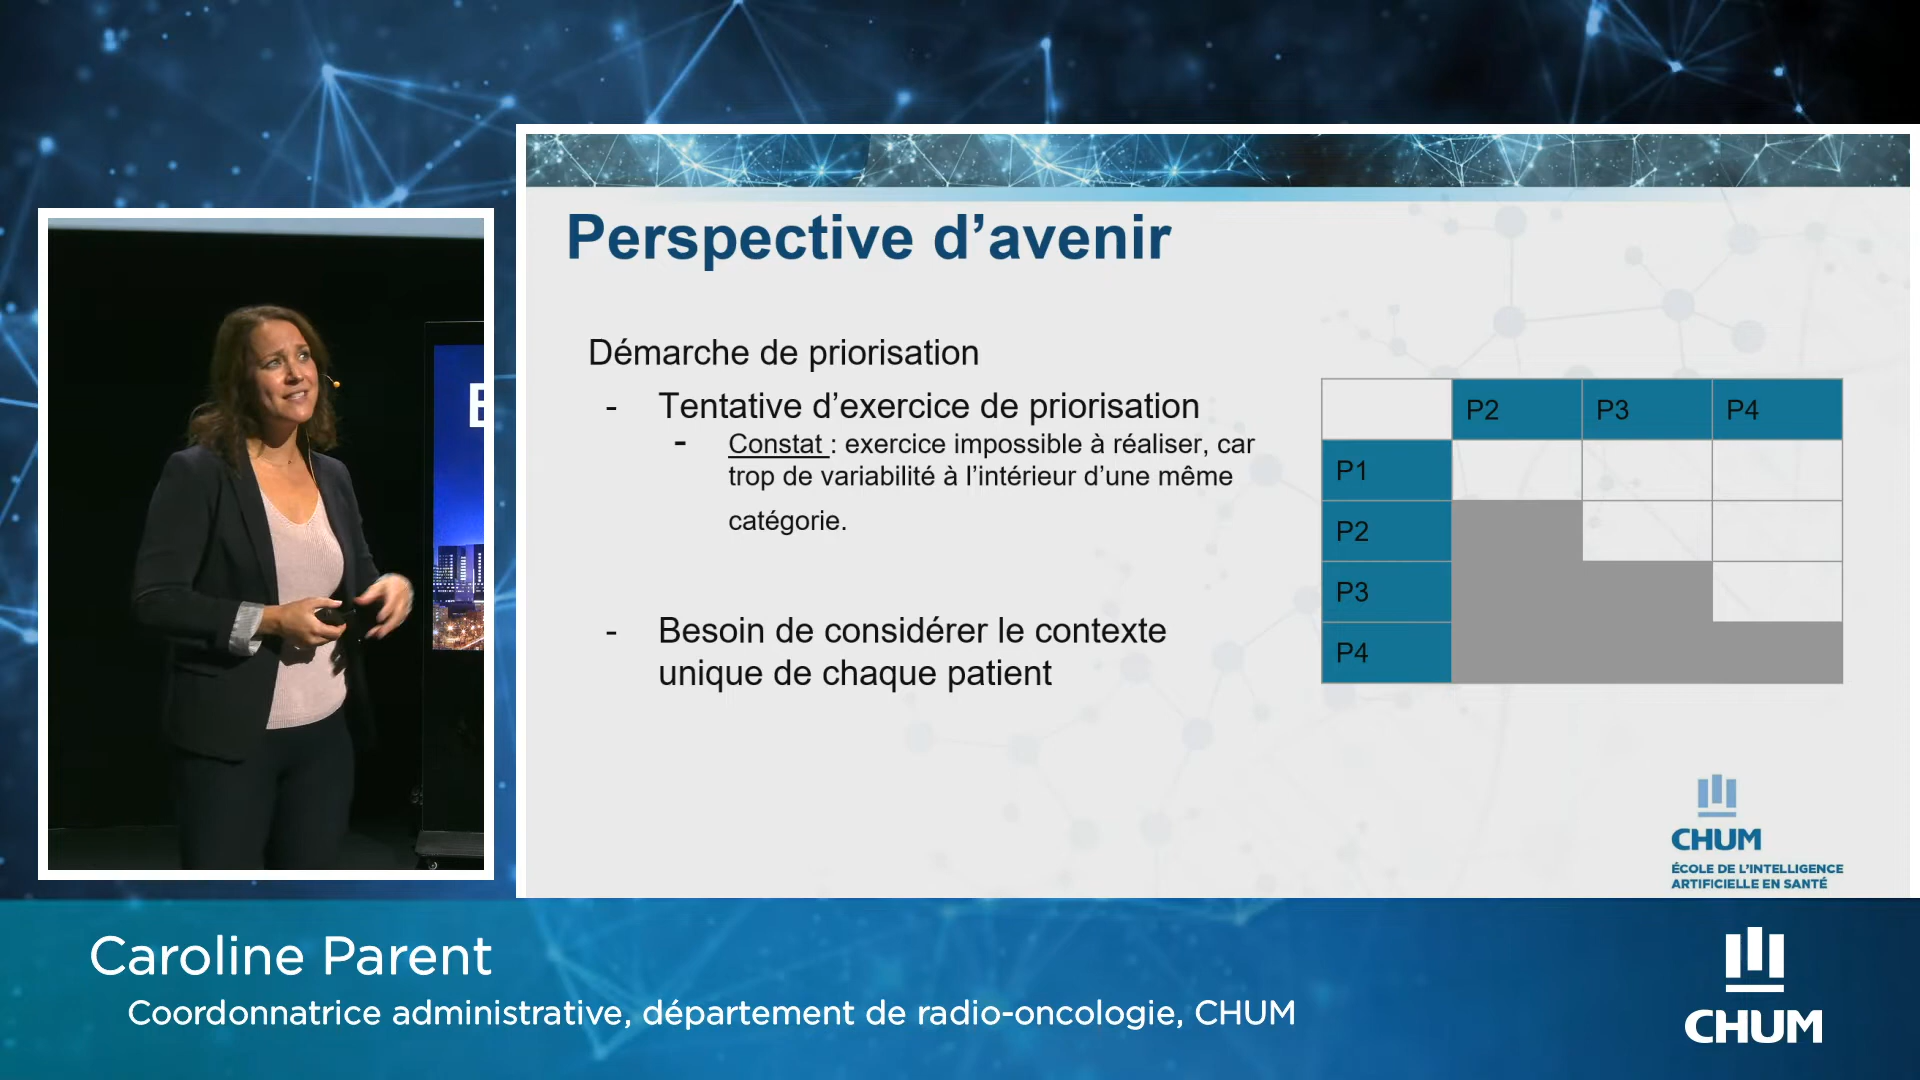 Perspective d’avenir
Démarche de priorisation
- Tentative d’exercice de priorisation
- Constat : exercice impossible à réaliser, car
trop de variabilité à l’intérieur d’une même
catégorie.
- Besoin de considérer le contexte
unique de chaque patient
P2 P3 P4
P1
P2
P3
P4
CHUM
ÉCOLE DE L’INTELLIGENCE
ARTIFICIELLE EN SANTÉ
E
Caroline Parent
Coordonnatrice administrative, département de radio-oncologie, CHUM
CHUM